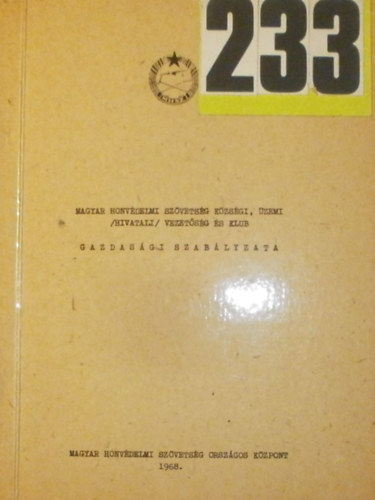 233
MAGYAR HONVÉDELMI SZÖVETSÉG KÖZSÉGI, ÜZEMI
/HIVATALI/ VEZETŐSÉG ÉS KLUB
GAZDASÁGI SZABÁLYZATA
MAGYAR HONVÉDELMI SZÖVETSÉG ORSZÁGOS KÖZPONT
1968.